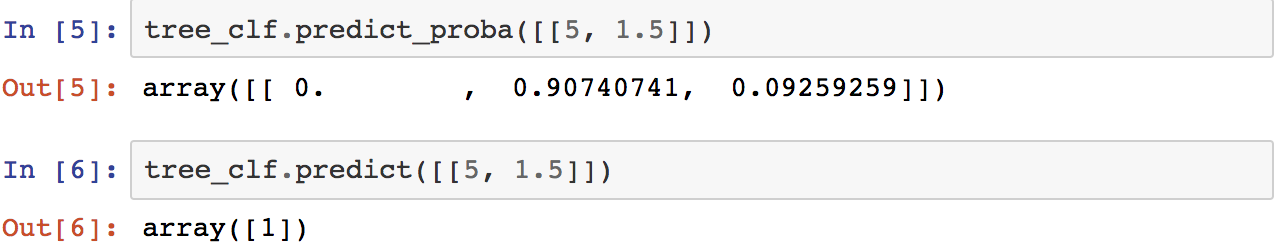 In [5]: tree_clf.predict_proba([[5, 1.5]])
Out[5]: array([[ 0.        ,  0.90740741,  0.09259259]])
In [6]: tree_clf.predict([[5, 1.5]])
Out[6]: array([1])